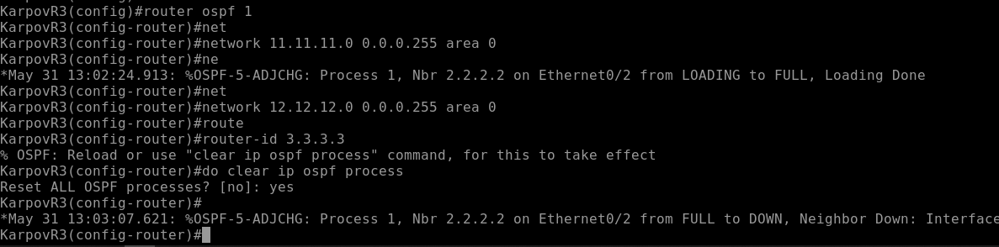 KarpovR3(config)#router ospf 1
KarpovR3(config-router)#net
KarpovR3(config-router)#network 11.11.11.0 0.0.0.255 area 0
KarpovR3(config-router)#ne
*May 31 13:02:24.913: %OSPF-5-ADJCHG: Process 1, Nbr 2.2.2.2 on Ethernet0/2 from LOADING to FULL, Loading Done
KarpovR3(config-router)#net
KarpovR3(config-router)#network 12.12.12.0 0.0.0.255 area 0
KarpovR3(config-router)#route
KarpovR3(config-router)#router-id 3.3.3.3
% OSPF: Reload or use "clear ip ospf process" command, for this to take effect
KarpovR3(config-router)#do clear ip ospf process
Reset ALL OSPF processes? [no]: yes
KarpovR3(config-router)#
*May 31 13:03:07.621: %OSPF-5-ADJCHG: Process 1, Nbr 2.2.2.2 on Ethernet0/2 from FULL to DOWN, Neighbor Down: Interface
KarpovR3(config-router)#